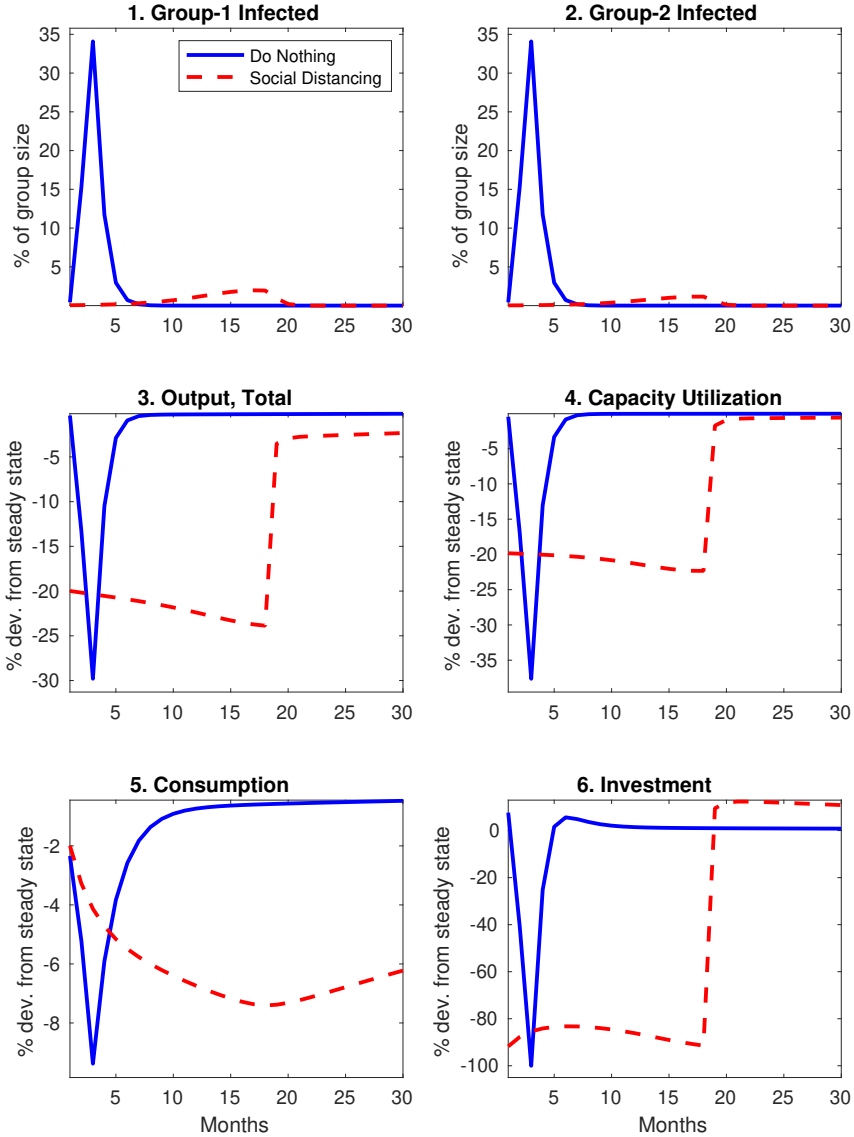 1. Group-1 Infected
% of group size
35
30
25
20
15
10
5
5 10 15 20 25 30
Do Nothing
Social Distancing
2. Group-2 Infected
% of group size
35
30
25
20
15
10
5
5 10 15 20 25 30
3. Output, Total
% dev. from steady state
-5
-10
-15
-20
-25
-30
5 10 15 20 25 30
4. Capacity Utilization
% dev. from steady state
-5
-10
-15
-20
-25
-30
-35
5 10 15 20 25 30
5. Consumption
% dev. from steady state
-2
-4
-6
-8
5 10 15 20 25 30
Months
6. Investment
% dev. from steady state
0
-20
-40
-60
-80
-100
5 10 15 20 25 30
Months